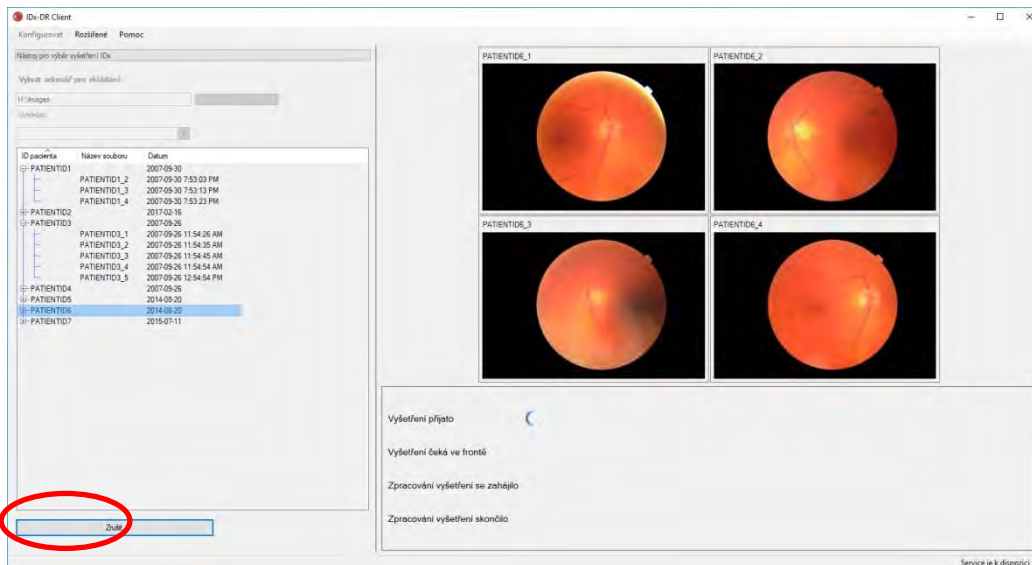 IDx-DR Client
Konfigurovat Rozšířené Pomoc
Nástroj pro výběr vyšetření IDx
Vybrat adresář pro vkládání:
H:\Images
ID pacienta Název souboru Datum
PATIENTID1 2007-09-30
PATIENTID1_2 2007-09-30 7:53:03 PM
PATIENTID1_3 2007-09-30 7:53:13 PM
PATIENTID1_4 2007-09-30 7:53:23 PM
PATIENTID2 2017-02-16
PATIENTID3 2007-09-26
PATIENTID3_1 2007-09-26 11:54:26 AM
PATIENTID3_2 2007-09-26 11:54:35 AM
PATIENTID3_3 2007-09-26 11:54:45 AM
PATIENTID3_4 2007-09-26 11:54:54 AM
PATIENTID3_5 2007-09-26 12:54:54 PM
PATIENTID4 2007-09-26
PATIENTID5 2014-08-20
PATIENTID6 2014-08-20
PATIENTID7 2015-07-11
Zrušit
PATIENTID6_1 PATIENTID6_2
PATIENTID6_3 PATIENTID6_4
Vyšetření přijato
Vyšetření čeká ve frontě
Zpracování vyšetření se zahájilo
Zpracování vyšetření skončilo
Service je k dispozici